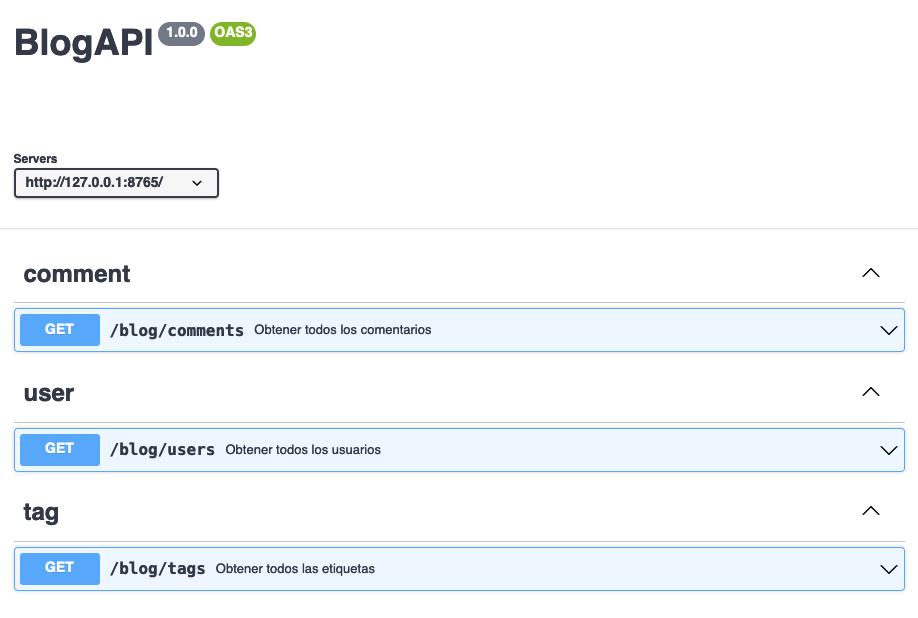 BlogAPI 1.0.0 OAS3
Servers
http://127.0.0.1:8765/
comment
GET /blog/comments Obtener todos los comentarios
user
GET /blog/users Obtener todos los usuarios
tag
GET /blog/tags Obtener todas las etiquetas